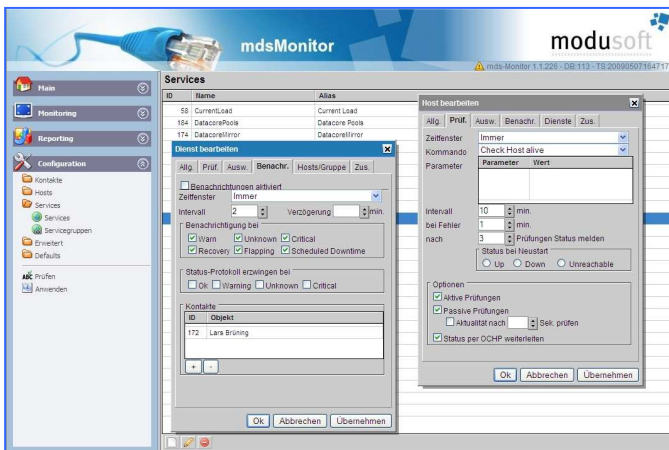 mdsMonitor
modusoft
mds-Monitor 1.1.226 - DB:113 - TS:20090507164717
Main
Monitoring
Reporting
Configuration
Kontakte
Hosts
Services
Services
Servicegruppen
Erweitert
Defaults
Prüfen
Anwenden
Services
ID Name Alias
58 CurrentLoad Current Load
184 DatacorePools Datacore Pools
174 DatacoreMirror DatacoreMirror
Dienst bearbeiten
Allg. Prüf. Ausw. Benachr. Hosts/Gruppe Zus.
Benachrichtungen aktiviert
Zeitfenster Immer
Intervall 2 Verzögerung min.
Benachrichtigung bei
Warn Unknown Critical
Recovery Flapping Scheduled Downtime
Status-Protokoll erzwingen bei
Ok Warning Unknown Critical
Kontakte
ID Objekt
172 Lars Brüning
+ -
Ok Abbrechen Übernehmen
Host bearbeiten
Allg. Prüf. Ausw. Benachr. Dienste Zus.
Zeitfenster Immer
Kommando Check Host alive
Parameter Parameter Wert
Intervall 10 min.
bei Fehler 1 min.
nach 3 Prüfungen Status melden
Status bei Neustart
Up Down Unreachable
Optionen
Aktive Prüfungen
Passive Prüfungen
Aktualität nach Sek. prüfen
Status per OCHP weiterleiten
Ok Abbrechen Übernehmen